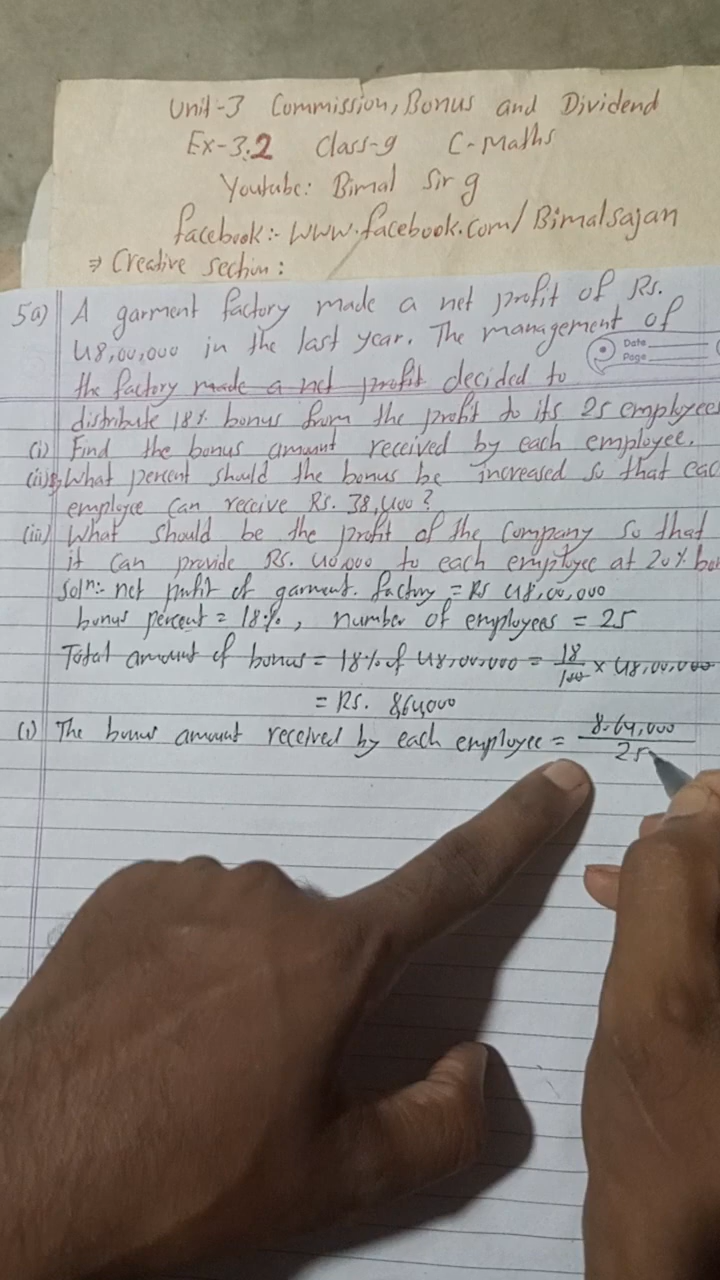 Unit-3 Commission, Bonus and Dividend
Ex-3.2 Class-9 C-Maths
Youtube: Bimal Sir g
facebook:- www.facebook.com/Bimalsajan
⇒ Creative section:
5a) A garment factory made a net profit of Rs.
48,00,000 in the last year. The management of
Date
Page
the factory made a net profit decided to
distribute 18% bonus from the profit to its 25 employees
(i) Find the bonus amount received by each employee.
(ii) What percent should the bonus be increased so that eac
employee can receive Rs. 38,400?
(iii) What should be the profit of the company so that
it can provide Rs. 40,000 to each employee at 20% bo
Solⁿ:- net profit of garment factory = Rs 48,00,000
bonus percent = 18%, number of employees = 25
Total amount of bonus = 18% of 48,00,000 = 18/100 × 48,00,000
= Rs. 864,000
(i) The bonus amount received by each employee = 8,64,000/25